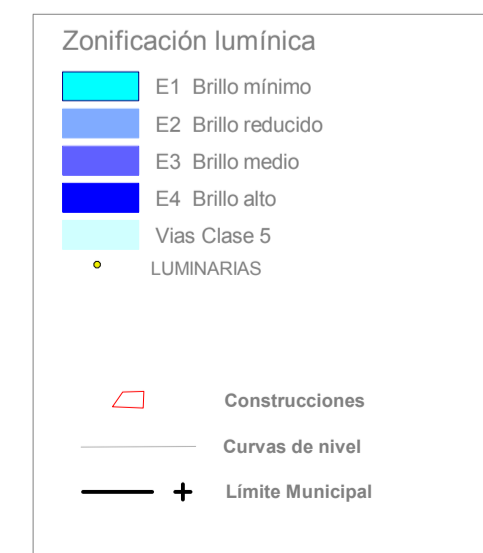 Zonificación lumínica
E1 Brillo mínimo
E2 Brillo reducido
E3 Brillo medio
E4 Brillo alto
Vias Clase 5
LUMINARIAS
Construcciones
Curvas de nivel
Límite Municipal